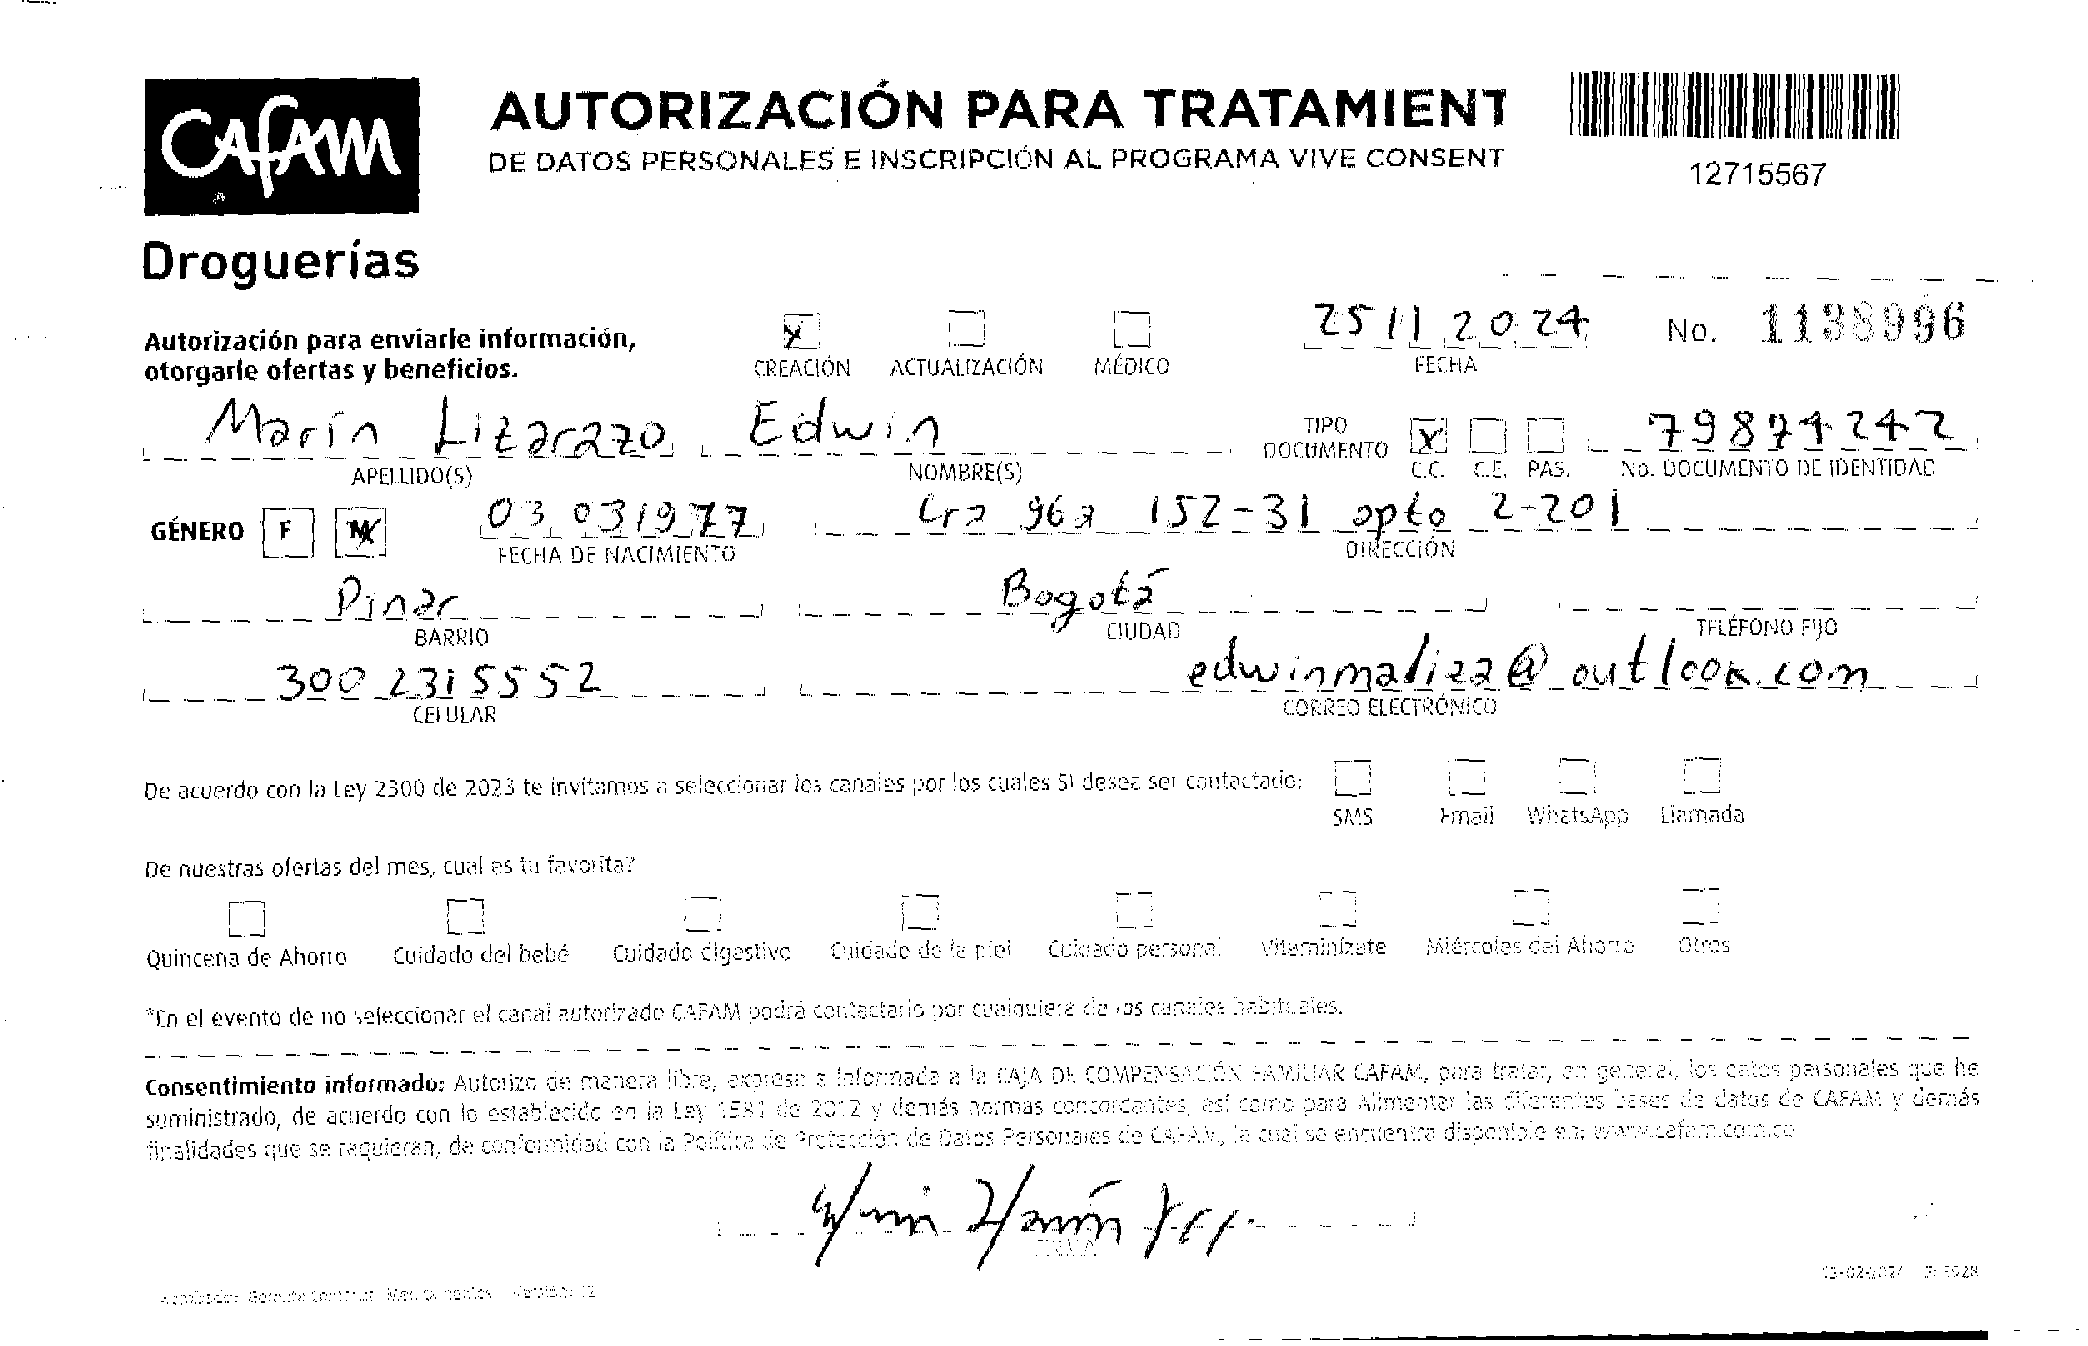 CAFAM
AUTORIZACIÓN PARA TRATAMIENT
DE DATOS PERSONALES E INSCRIPCIÓN AL PROGRAMA VIVE CONSENT
12715567
Droguerías
Autorización para enviarle información,
otorgarle ofertas y beneficios.
X
CREACIÓN ACTUALIZACIÓN MÉDICO
25 11 2024
FECHA
No. 1138996
Marín Lizarazo Edwin
APELLIDO(S) NOMBRE(S)
TIPO DOCUMENTO X C.C. C.E. PAS.
79874242
No. DOCUMENTO DE IDENTIDAD
GÉNERO F M X
03 03 1977
FECHA DE NACIMIENTO
Cra 96a 152-31 apto 2-201
DIRECCIÓN
Pinar Bogotá
BARRIO CIUDAD TELÉFONO FIJO
300 2315552 edwinmaliza@outlook.com
CELULAR CORREO ELECTRÓNICO
De acuerdo con la Ley 2300 de 2023 te invitamos a seleccionar los canales por los cuales SI desea ser contactado:
SMS Email WhatsApp Llamada
De nuestras ofertas del mes, cual es tu favorita?
Quincena de Ahorro Cuidado del bebé Cuidado digestivo Cuidado de la piel Cuidado personal Vitamínizate Miércoles del Ahorro Otros
*En el evento de no seleccionar el canal autorizado CAFAM podrá contactarlo por cualquiera de los canales habituales.
Consentimiento informado: Autorizo de manera libre, expresa e informada a la CAJA DE COMPENSACIÓN FAMILIAR CAFAM, para tratar, en general, los datos personales que he
suministrado, de acuerdo con lo establecido en la Ley 1581 de 2012 y demás normas concordantes, así como para Alimentar las diferentes bases de datos de CAFAM y demás
finalidades que se requieran, de conformidad con la Política de Protección de Datos Personales de CAFAM, la cual se encuentra disponible en: www.cafam.com.co
FIRMA